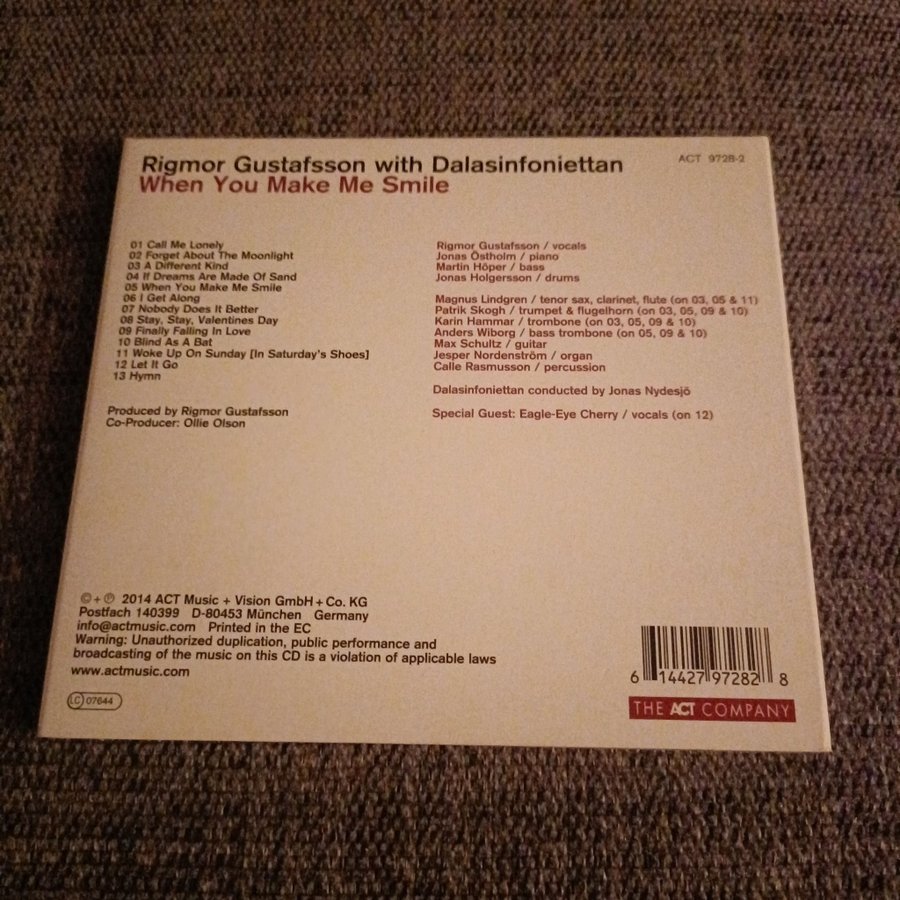 Rigmor Gustafsson with Dalasinfoniettan
When You Make Me Smile
ACT 9728-2
01 Call Me Lonely
02 Forget About The Moonlight
03 A Different Kind
04 If Dreams Are Made Of Sand
05 When You Make Me Smile
06 I Get Along
07 Nobody Does It Better
08 Stay, Stay, Valentines Day
09 Finally Falling In Love
10 Blind As A Bat
11 Woke Up On Sunday [In Saturday's Shoes]
12 Let It Go
13 Hymn
Produced by Rigmor Gustafsson
Co-Producer: Ollie Olson
Rigmor Gustafsson / vocals
Jonas Östholm / piano
Martin Höper / bass
Jonas Holgersson / drums
Magnus Lindgren / tenor sax, clarinet, flute (on 03, 05 & 11)
Patrik Skogh / trumpet & flugelhorn (on 03, 05, 09 & 10)
Karin Hammar / trombone (on 03, 05, 09 & 10)
Anders Wiborg / bass trombone (on 05, 09 & 10)
Max Schultz / guitar
Jesper Nordenström / organ
Calle Rasmusson / percussion
Dalasinfoniettan conducted by Jonas Nydesjö
Special Guest: Eagle-Eye Cherry / vocals (on 12)
©+℗ 2014 ACT Music + Vision GmbH + Co. KG
Postfach 140399 D-80453 München Germany
info@actmusic.com Printed in the EC
Warning: Unauthorized duplication, public performance and
broadcasting of the music on this CD is a violation of applicable laws
www.actmusic.com
LC 07644
6 14427 97282 8
THE ACT COMPANY